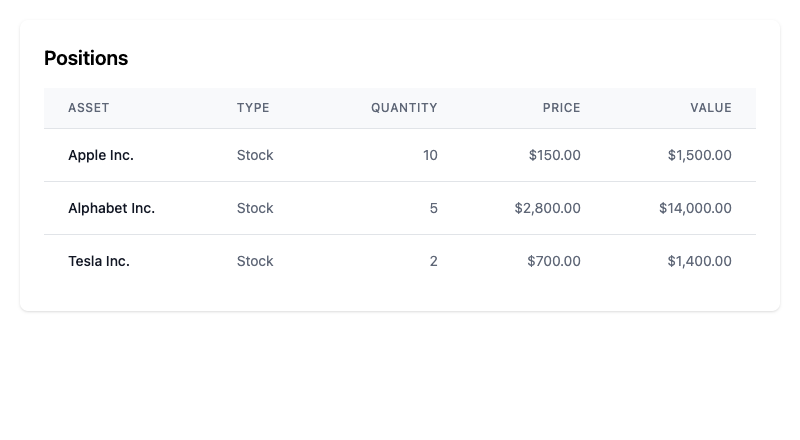 Positions
ASSET TYPE QUANTITY PRICE VALUE
Apple Inc. Stock 10 $150.00 $1,500.00
Alphabet Inc. Stock 5 $2,800.00 $14,000.00
Tesla Inc. Stock 2 $700.00 $1,400.00